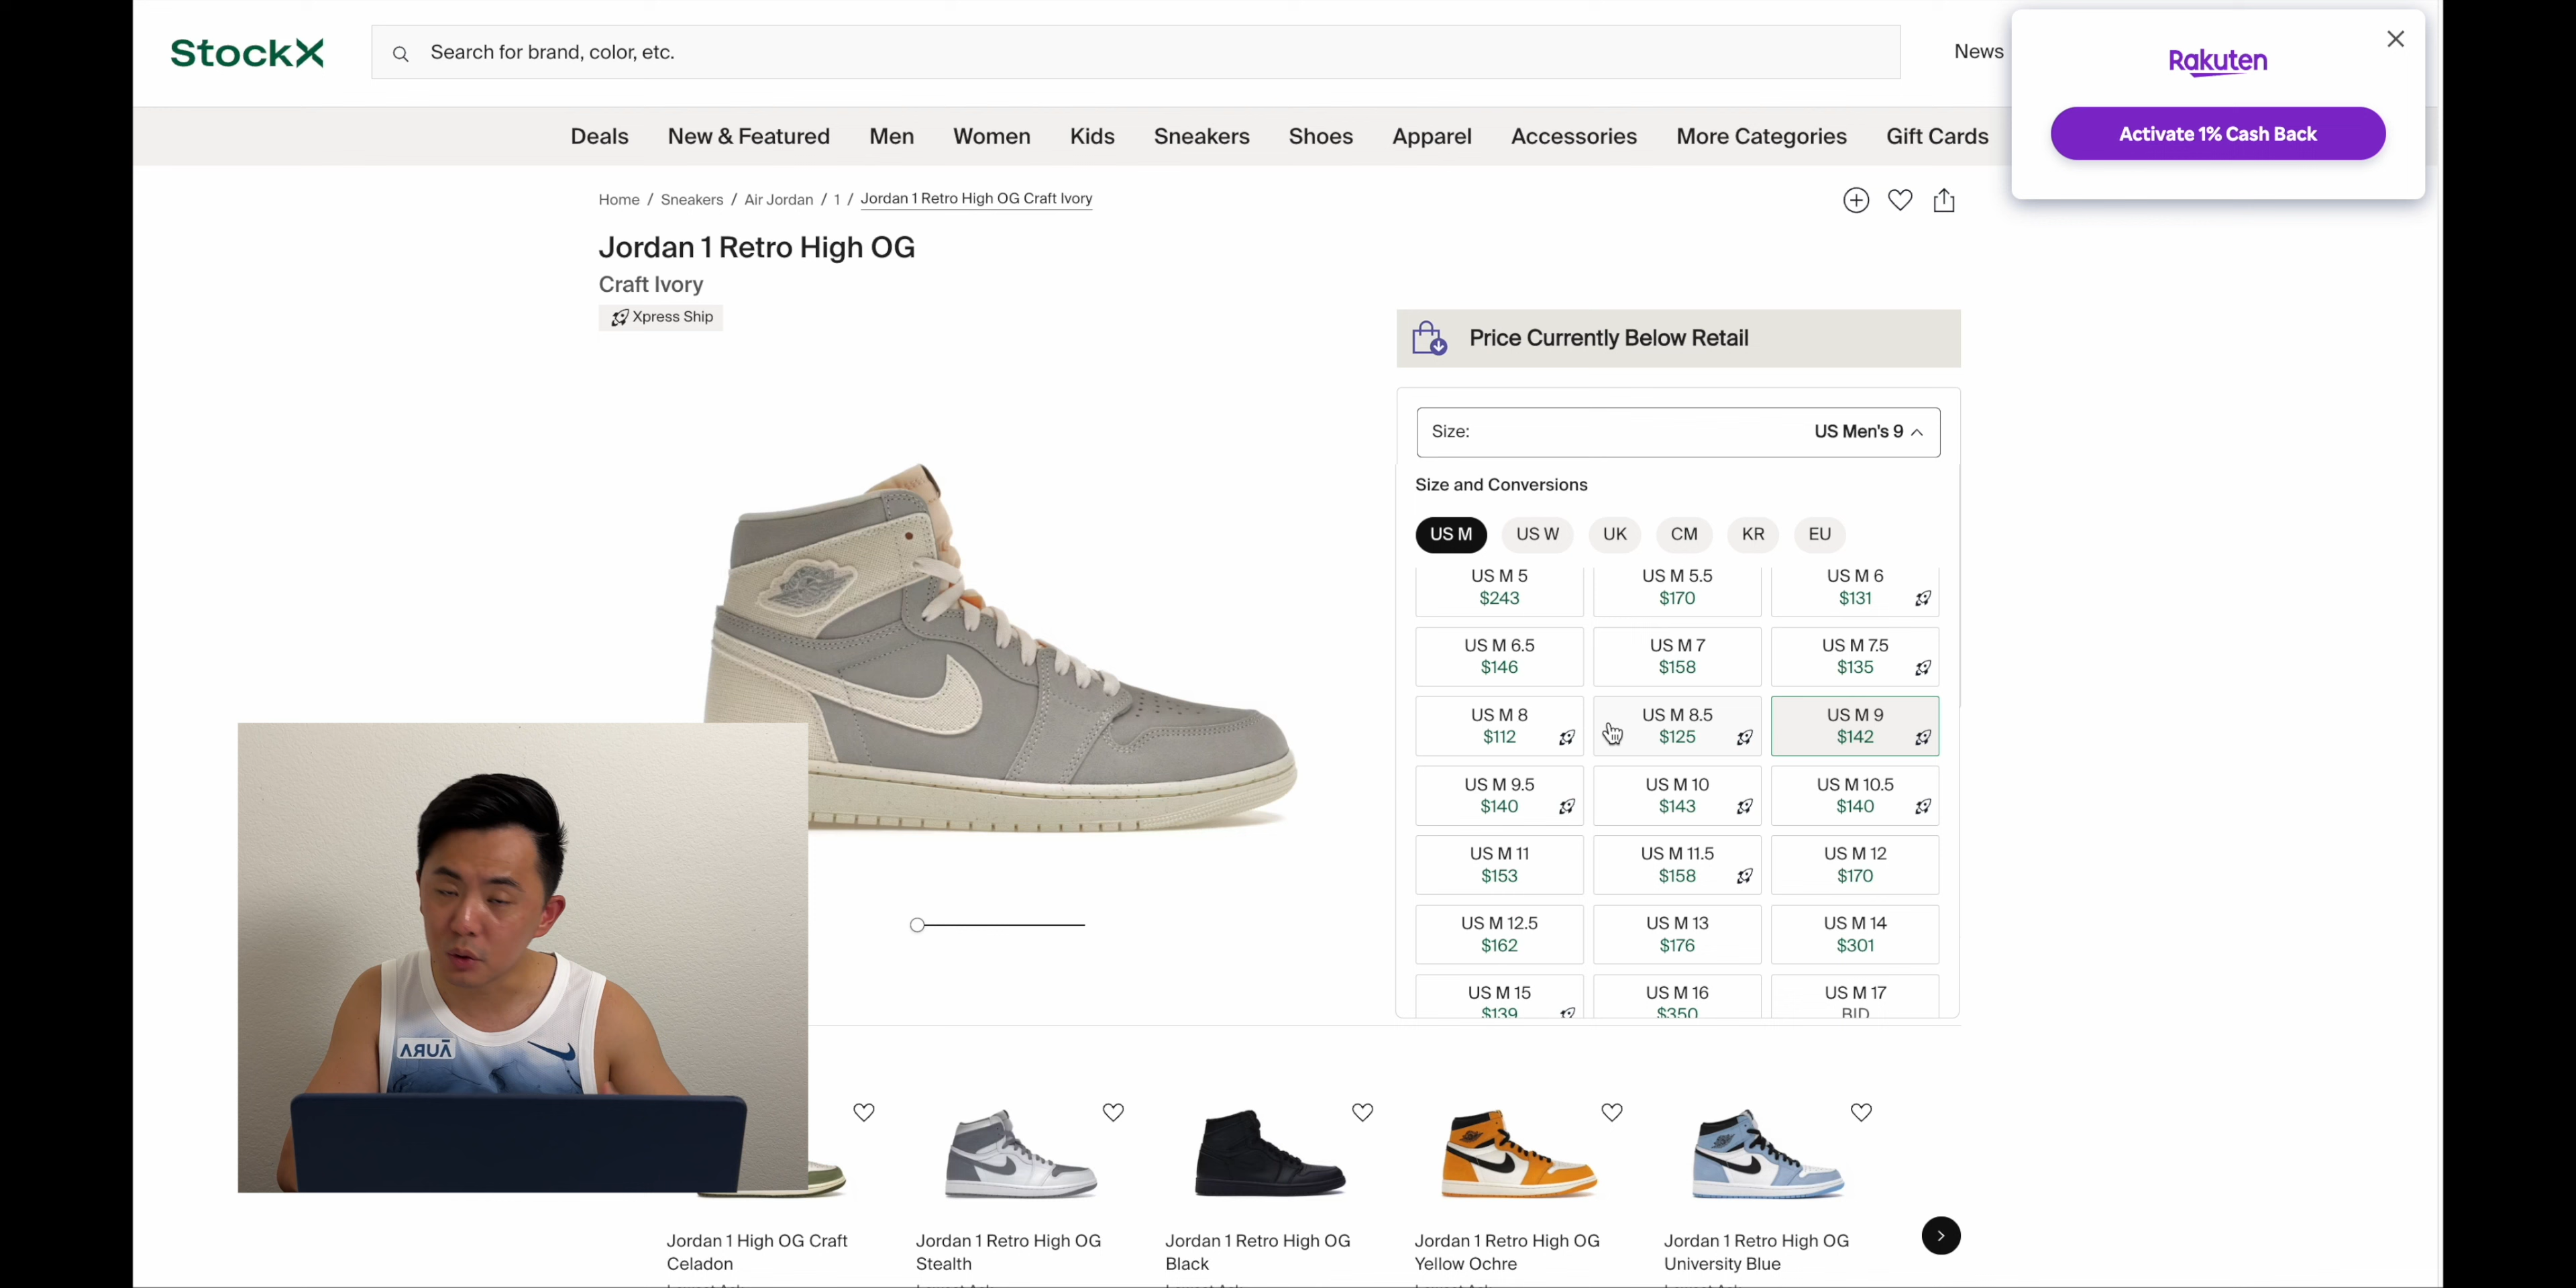 StockX
Search for brand, color, etc.
News
Rakuten
Activate 1% Cash Back
Deals New & Featured Men Women Kids Sneakers Shoes Apparel Accessories More Categories Gift Cards
Home / Sneakers / Air Jordan / 1 / Jordan 1 Retro High OG Craft Ivory
Jordan 1 Retro High OG
Craft Ivory
Xpress Ship
Price Currently Below Retail
Size: US Men's 9
Size and Conversions
US M US W UK CM KR EU
US M 5 US M 5.5 US M 6
$243 $170 $131
US M 6.5 US M 7 US M 7.5
$146 $158 $135
US M 8 US M 8.5 US M 9
$112 $125 $142
US M 9.5 US M 10 US M 10.5
$140 $143 $140
US M 11 US M 11.5 US M 12
$153 $158 $170
US M 12.5 US M 13 US M 14
$162 $176 $301
US M 15 US M 16 US M 17
$139 $350 BID
Jordan 1 High OG Craft
Celadon
Jordan 1 Retro High OG
Stealth
Jordan 1 Retro High OG
Black
Jordan 1 Retro High OG
Yellow Ochre
Jordan 1 Retro High OG
University Blue